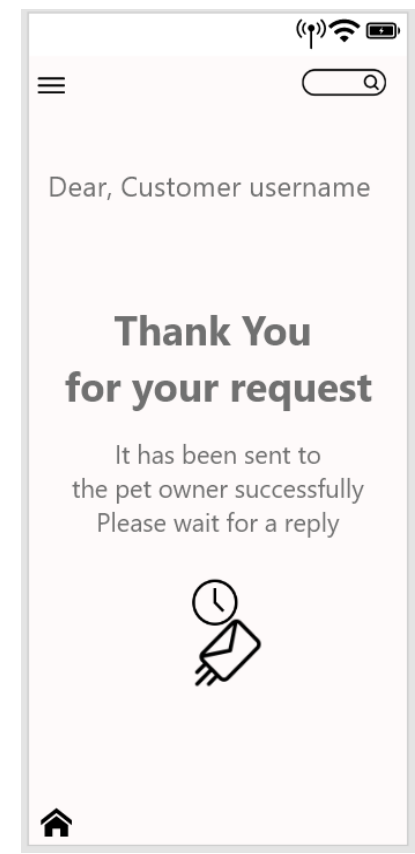 Dear, Customer username
Thank You
for your request
It has been sent to
the pet owner successfully
Please wait for a reply